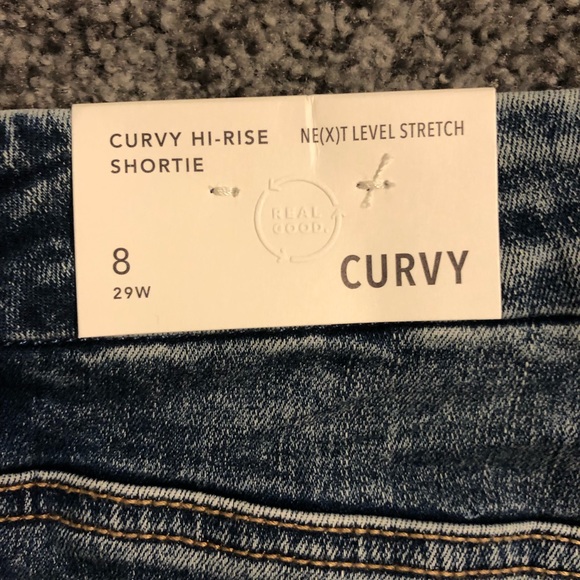 CURVY HI-RISE
SHORTIE
NE(X)T LEVEL STRETCH
REAL
GOOD.
8
29W
CURVY